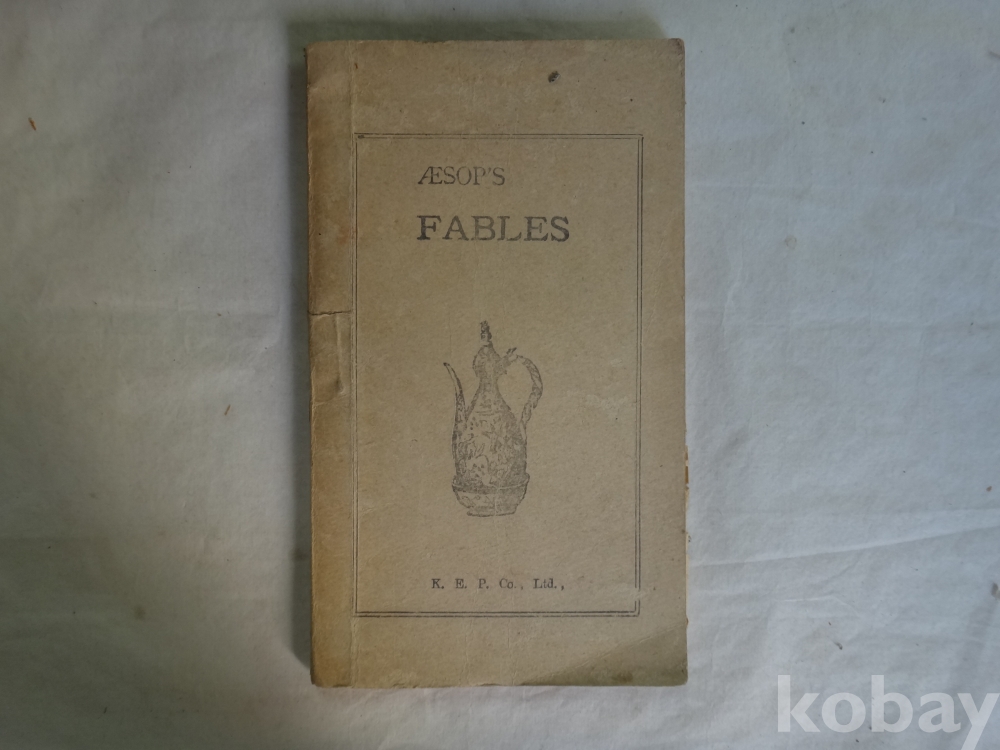 ÆSOP'S
FABLES
K. E. P. Co., Ltd.,
kobay